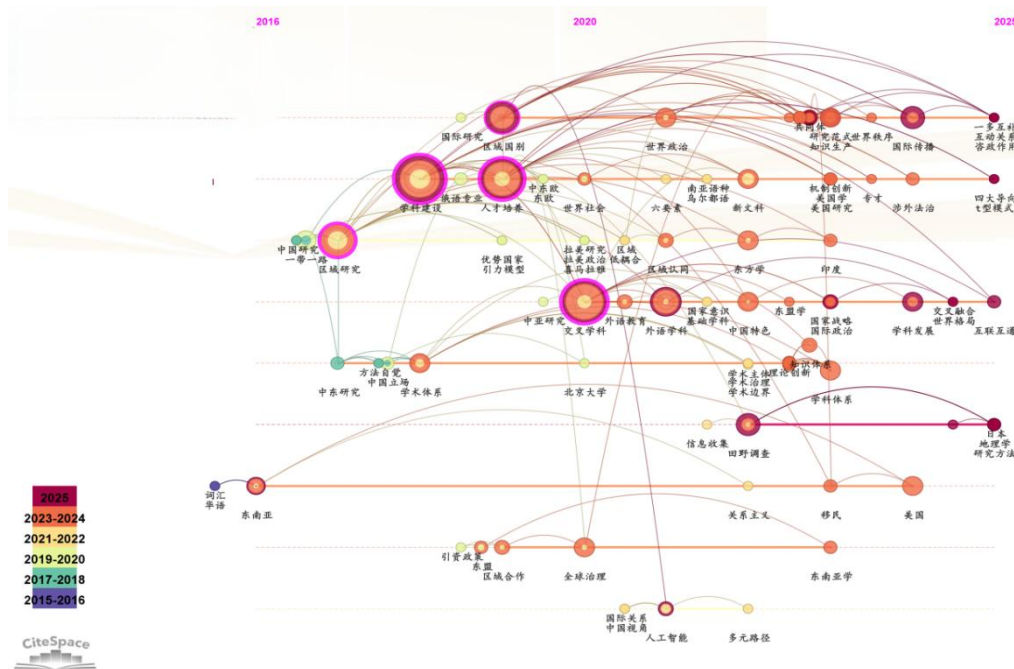 2016 2020 2025
国际研究
区域国别
世界政治
共同体
研究范式
知识生产
世界秩序
国际传播
一多互补
互动关系
咨政作用
学科建设
俄语专业
人才培养
中东欧
东欧
世界社会
六要素
南亚语种
乌尔都语
新文科
机制创新
美国学
美国研究
专才
涉外法治
四大导向
t型模式
中国研究
一带一路
区域研究
优势国家
引力模型
拉美研究
拉美政治
喜马拉雅
区域
低耦合
区域认同
东方学
印度
中亚研究
交叉学科
外语教育
外语学科
国家意识
基础学科
中国特色
东盟学
国家战略
国际政治
学科发展
交叉融合
世界格局
互联互通
中东研究
方法自觉
中国立场
学术体系
北京大学
学术主体
学术治理
学术边界
知识体系
理论创新
学科体系
信息收集
田野调查
日本
地理学
研究方法
词汇
华语
东南亚
关系主义
移民
美国
引资政策
东盟
区域合作
全球治理
东南亚学
国际关系
中国视角
人工智能
多元路径
2025
2023-2024
2021-2022
2019-2020
2017-2018
2015-2016
CiteSpace